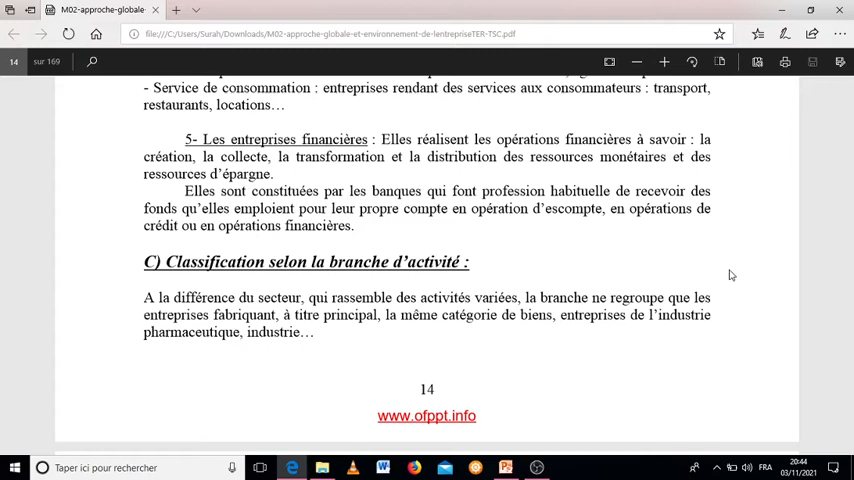 M02-approche-globale-
file:///C:/Users/Surah/Downloads/M02-approche-globale-et-environnement-de-lentrepriseTER-TSC.pdf
14 sur 169
- Service de consommation : entreprises rendant des services aux consommateurs : transport,
restaurants, locations…
5- Les entreprises financières : Elles réalisent les opérations financières à savoir : la
création, la collecte, la transformation et la distribution des ressources monétaires et des
ressources d’épargne.
Elles sont constituées par les banques qui font profession habituelle de recevoir des
fonds qu’elles emploient pour leur propre compte en opération d’escompte, en opérations de
crédit ou en opérations financières.
C) Classification selon la branche d’activité :
A la différence du secteur, qui rassemble des activités variées, la branche ne regroupe que les
entreprises fabriquant, à titre principal, la même catégorie de biens, entreprises de l’industrie
pharmaceutique, industrie…
14
www.ofppt.info
Taper ici pour rechercher
FRA
20:44
03/11/2021